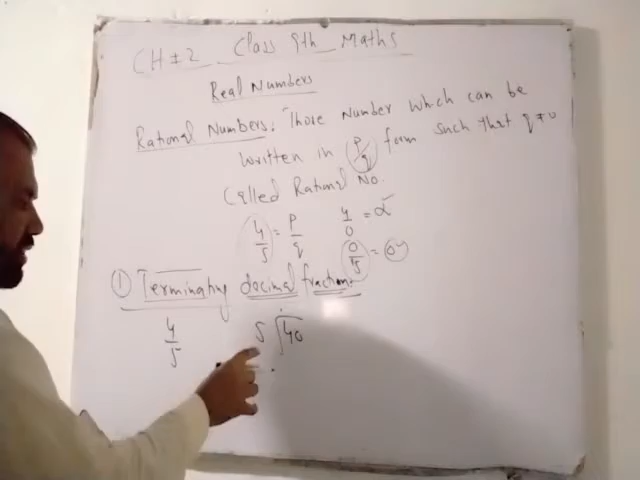 CH # 2 Class 9th Maths
Real Numbers
Rational Numbers: Those Number which can be
written in P/q form such that q ≠ 0
Called Rational No.
4/5 = P/q 4/0 = α
0/5 = 0
① Terminating decimal fraction:
4/5 5 40